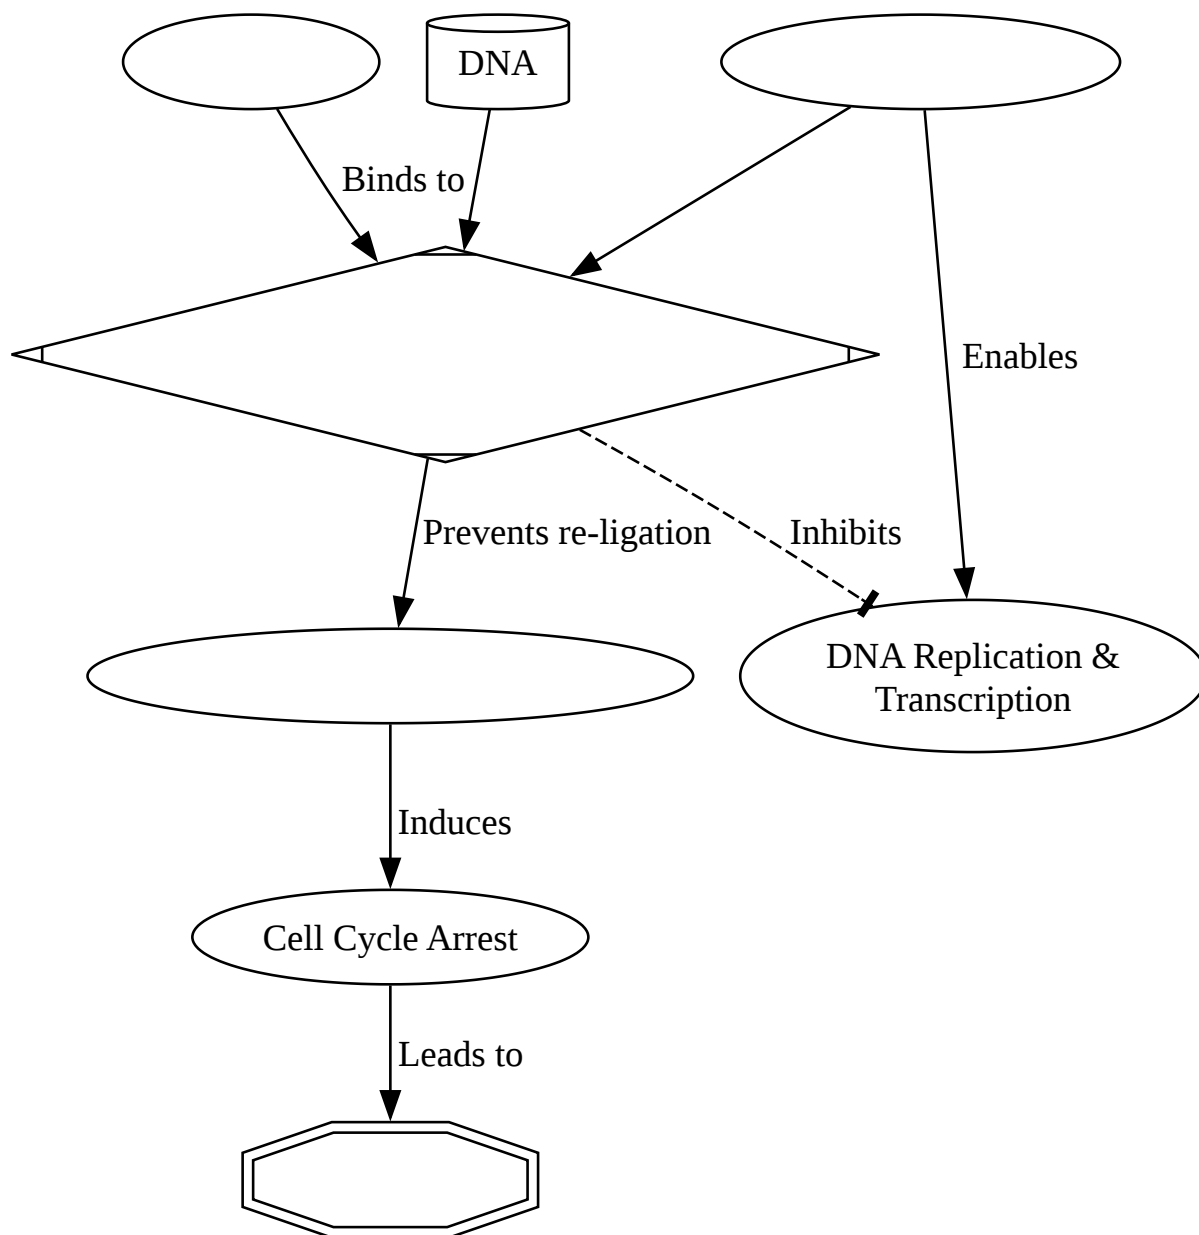 DNA
Binds to
Enables
Prevents re-ligation
Inhibits
DNA Replication &
Transcription
Induces
Cell Cycle Arrest
Leads to